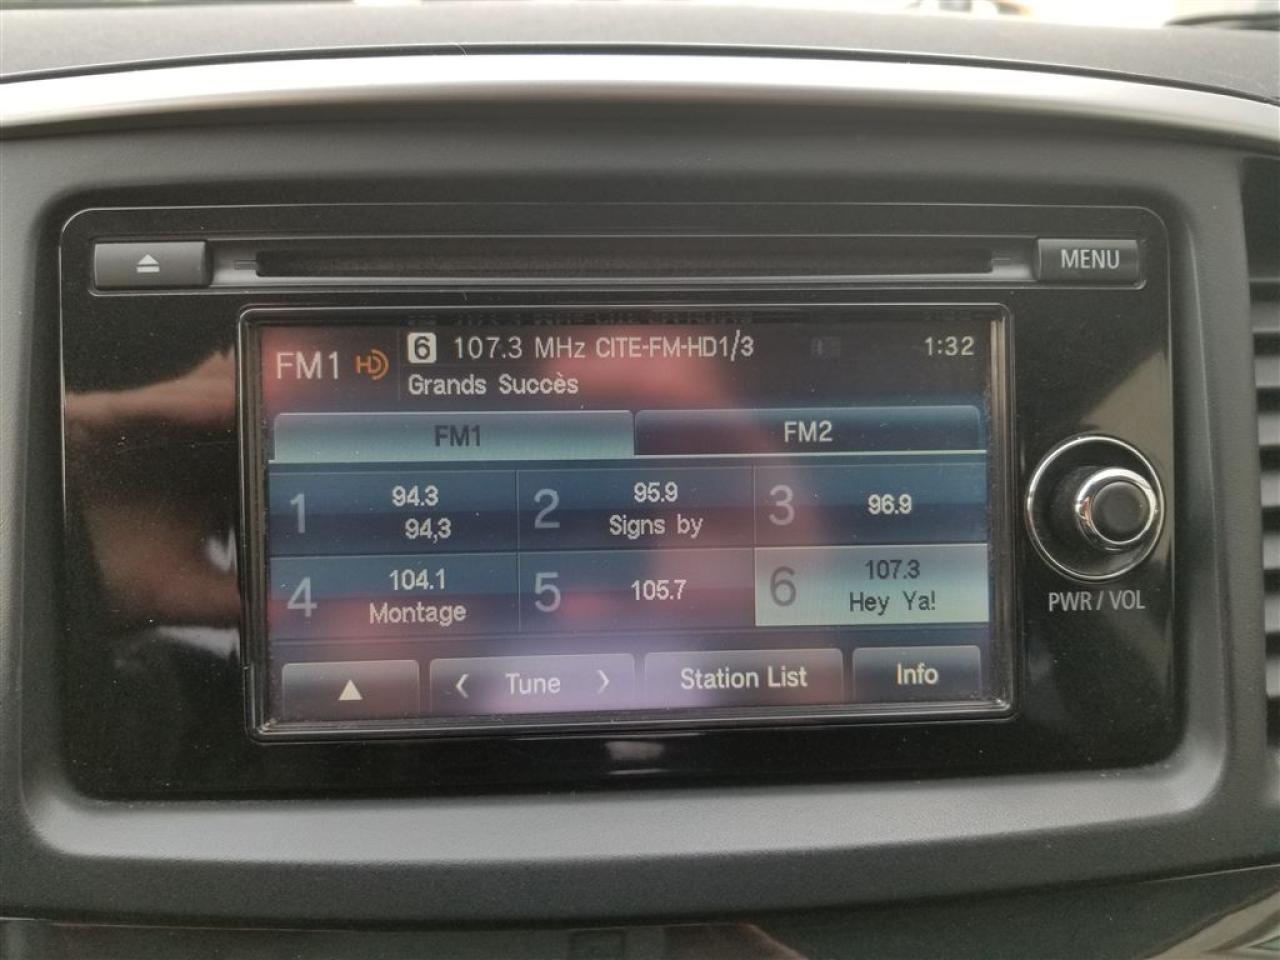 MENU
FM1 HD 6 107.3 MHz CITE-FM-HD1/3 1:32
Grands Succès
FM1 FM2
1 94.3 2 95.9 3 96.9
94,3 Signs by
4 104.1 5 105.7 6 107.3
Montage Hey Ya!
PWR / VOL
Tune Station List Info